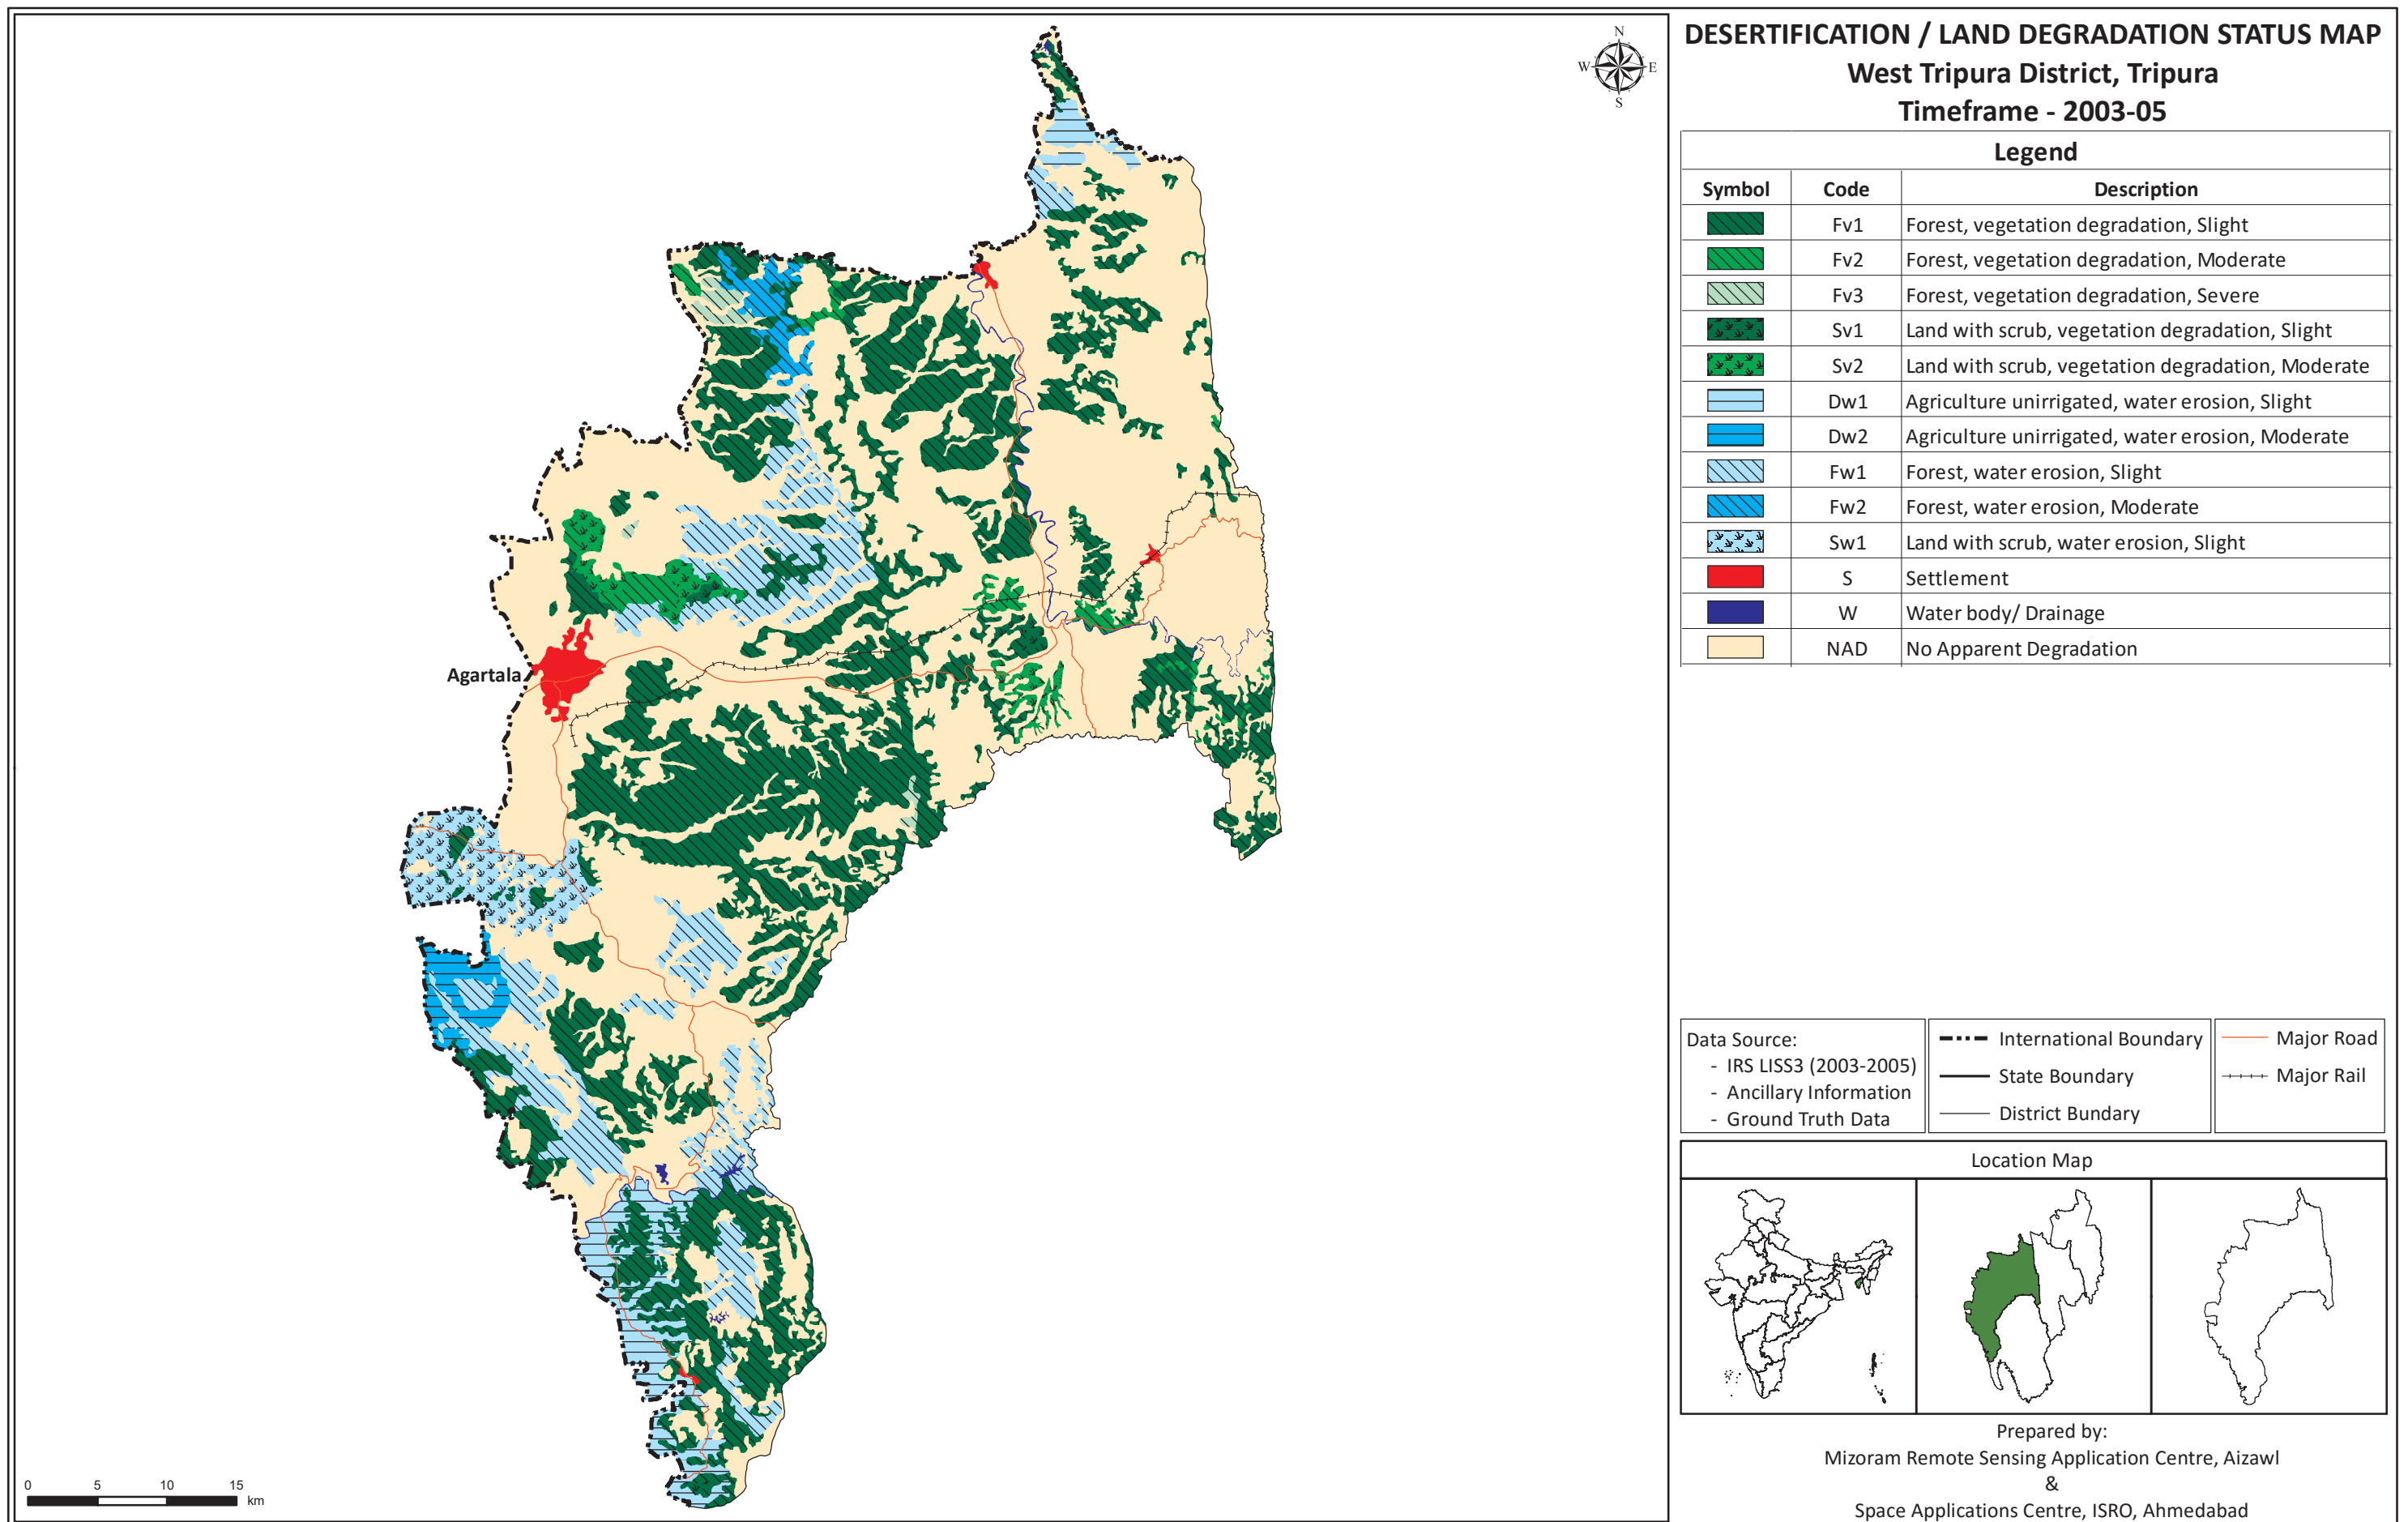 DESERTIFICATION / LAND DEGRADATION STATUS MAP
West Tripura District, Tripura
Timeframe - 2003-05
Legend
Symbol Code Description
Fv1 Forest, vegetation degradation, Slight
Fv2 Forest, vegetation degradation, Moderate
Fv3 Forest, vegetation degradation, Severe
Sv1 Land with scrub, vegetation degradation, Slight
Sv2 Land with scrub, vegetation degradation, Moderate
Dw1 Agriculture unirrigated, water erosion, Slight
Dw2 Agriculture unirrigated, water erosion, Moderate
Fw1 Forest, water erosion, Slight
Fw2 Forest, water erosion, Moderate
Sw1 Land with scrub, water erosion, Slight
S Settlement
W Water body/ Drainage
NAD No Apparent Degradation
N
W E
S
Agartala
0 5 10 15
km
Data Source:
- IRS LISS3 (2003-2005)
- Ancillary Information
- Ground Truth Data
International Boundary
State Boundary
District Bundary
Major Road
Major Rail
Location Map
Prepared by:
Mizoram Remote Sensing Application Centre, Aizawl
&
Space Applications Centre, ISRO, Ahmedabad